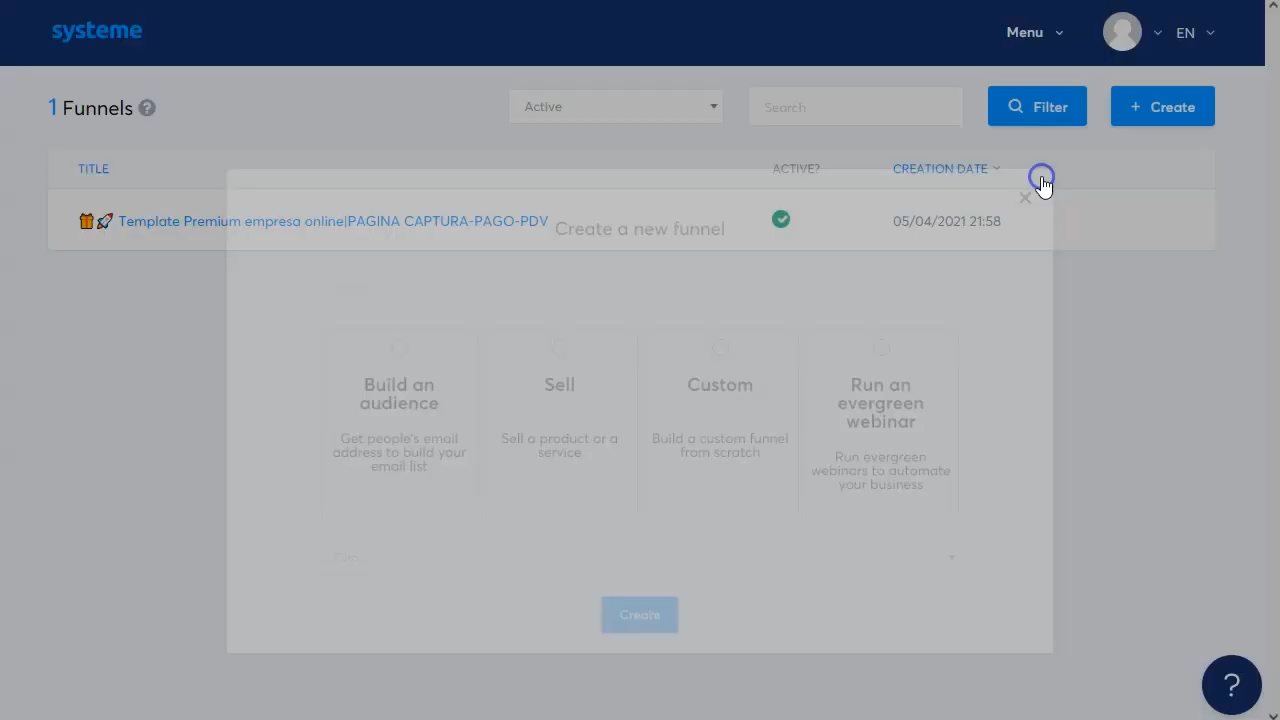 systeme
Menu
EN
1 Funnels ?
Active
Search
Filter
+ Create
TITLE
ACTIVE?
CREATION DATE
Template Premium empresa online|PAGINA CAPTURA-PAGO-PDV
05/04/2021 21:58
Create a new funnel
Build an
audience
Get people's email
address to build your
email list
Sell
Sell a product or a
service
Custom
Build a custom funnel
from scratch
Run an
evergreen
webinar
Run evergreen
webinars to automate
your business
Create
?